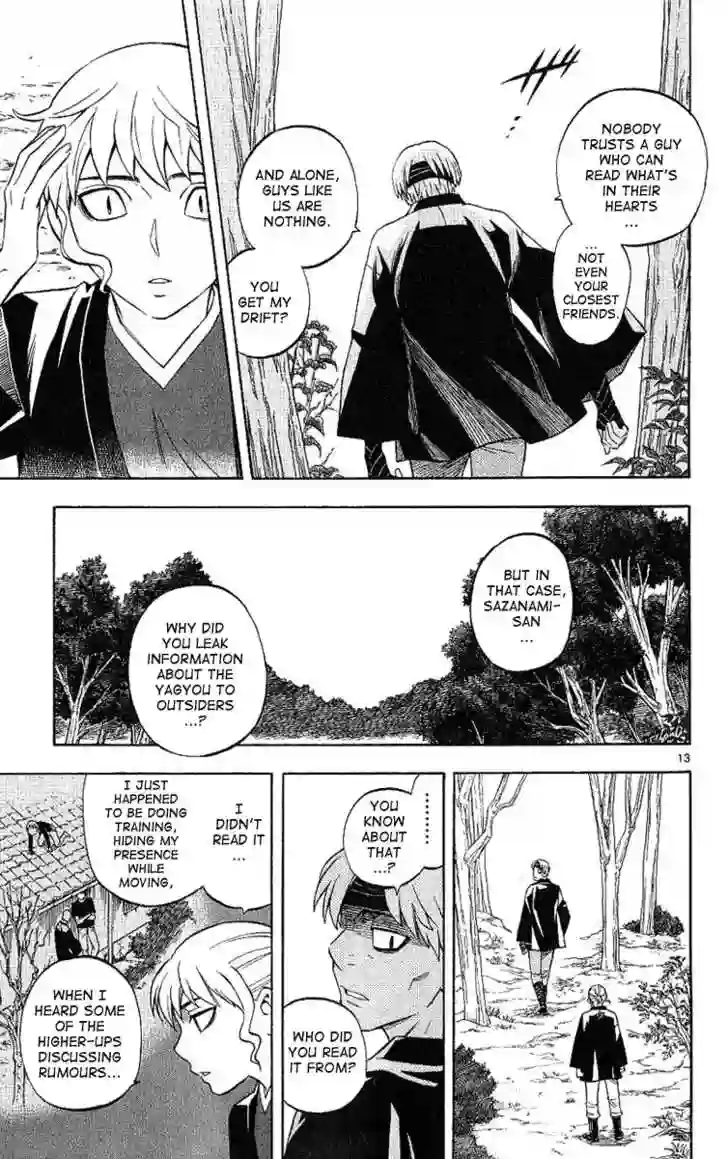 NOBODY
TRUSTS A GUY
WHO CAN
READ WHAT'S
IN THEIR
HEARTS
...
...
NOT
EVEN
YOUR
CLOSEST
FRIENDS.
AND ALONE,
GUYS LIKE
US ARE
NOTHING.
YOU
GET MY
DRIFT?
BUT IN
THAT CASE,
SAZANAMI-
SAN
...
WHY DID
YOU LEAK
INFORMATION
ABOUT THE
YAGYOU TO
OUTSIDERS
...?
13
.........
YOU
KNOW
ABOUT
THAT
...?
WHO DID
YOU READ
IT FROM?
I
DIDN'T
READ IT
...
I JUST
HAPPENED
TO BE DOING
TRAINING,
HIDING MY
PRESENCE
WHILE
MOVING,
WHEN I
HEARD SOME
OF THE
HIGHER-UPS
DISCUSSING
RUMOURS...